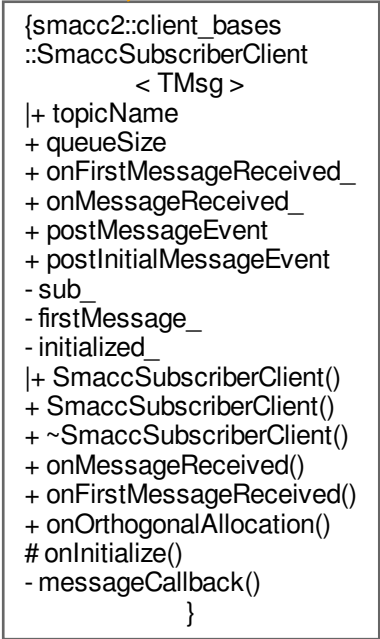 {smacc2::client_bases
::SmaccSubscriberClient
< TMsg >
|+ topicName
+ queueSize
+ onFirstMessageReceived_
+ onMessageReceived_
+ postMessageEvent
+ postInitialMessageEvent
- sub_
- firstMessage_
- initialized_
|+ SmaccSubscriberClient()
+ SmaccSubscriberClient()
+ ~SmaccSubscriberClient()
+ onMessageReceived()
+ onFirstMessageReceived()
+ onOrthogonalAllocation()
# onInitialize()
- messageCallback()
}